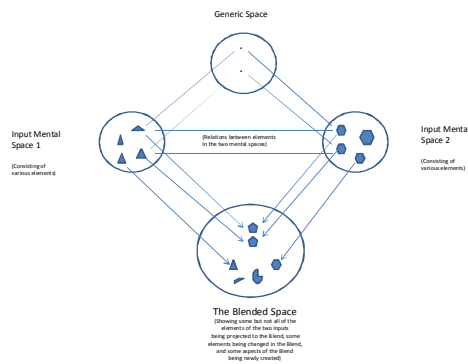 Generic Space
Input Mental
Space 1
(Consisting of
various elements)
(Relations between elements
in the two mental spaces)
Input Menta
Space 2
(Consisting of
various elements)
The Blended Space
(Showing some but not all of the
elements of the two inputs
being projected to the Blend, some
elements being changed in the Blend,
and some aspects of the Blend
being newly created)